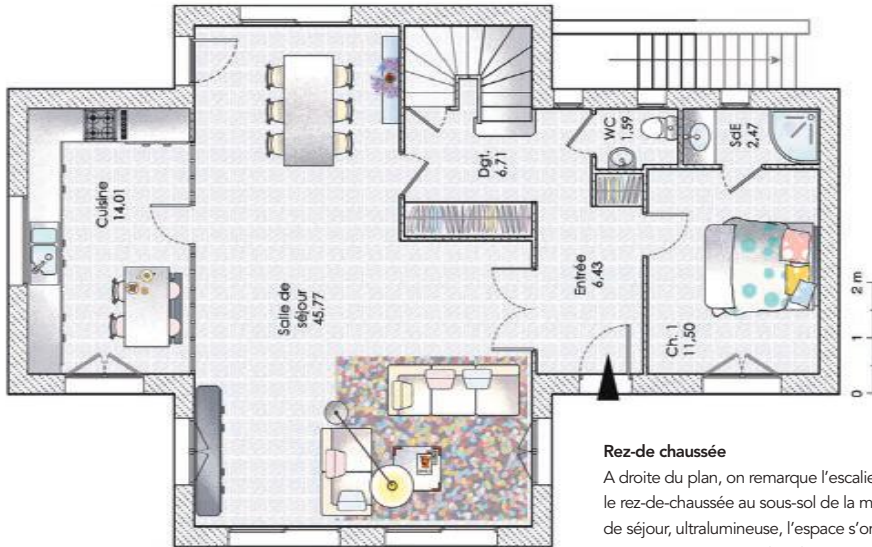 Cuisine
14,01
Salle de
séjour
45,77
Dgt.
6,71
WC
1,59
SdE
2,47
Entrée
6,43
Ch. 1
11,50
0 1 2 m
Rez-de chaussée
A droite du plan, on remarque
le rez-de-chaussée au sous-sol de la
de séjour, ultralumineuse, l'espace